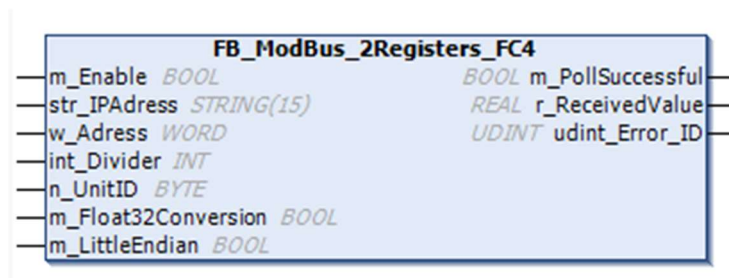 FB_ModBus_2Registers_FC4
m_Enable BOOL BOOL m_PollSuccessful
str_IPAdress STRING(15) REAL r_ReceivedValue
w_Adress WORD UDINT udint_Error_ID
int_Divider INT
n_UnitID BYTE
m_Float32Conversion BOOL
m_LittleEndian BOOL